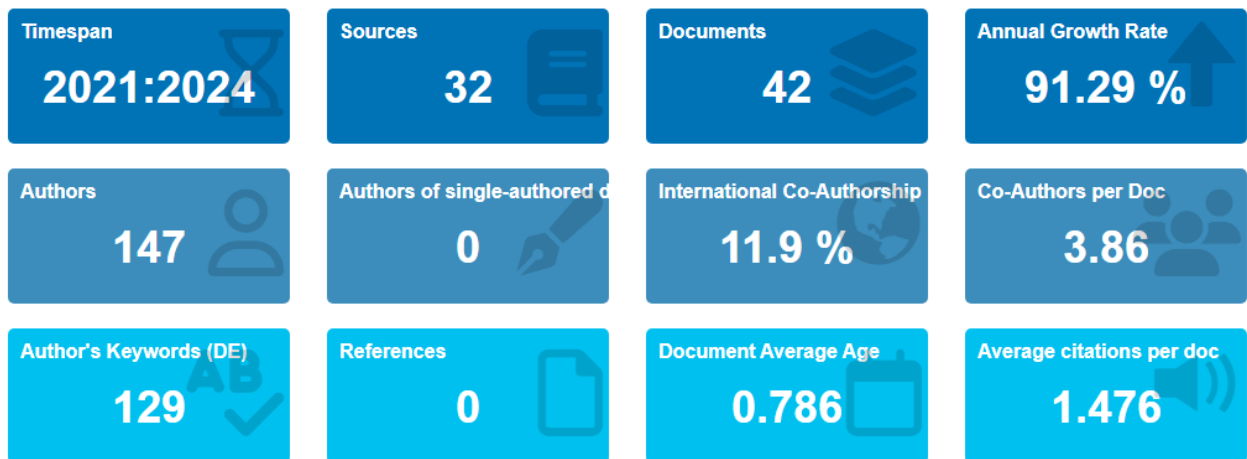 Timespan
2021:2024
Sources
32
Documents
42
Annual Growth Rate
91.29 %
Authors
147
Authors of single-authored d
0
International Co-Authorship
11.9 %
Co-Authors per Doc
3.86
Author's Keywords (DE)
129
AB
References
0
Document Average Age
0.786
Average citations per doc
1.476